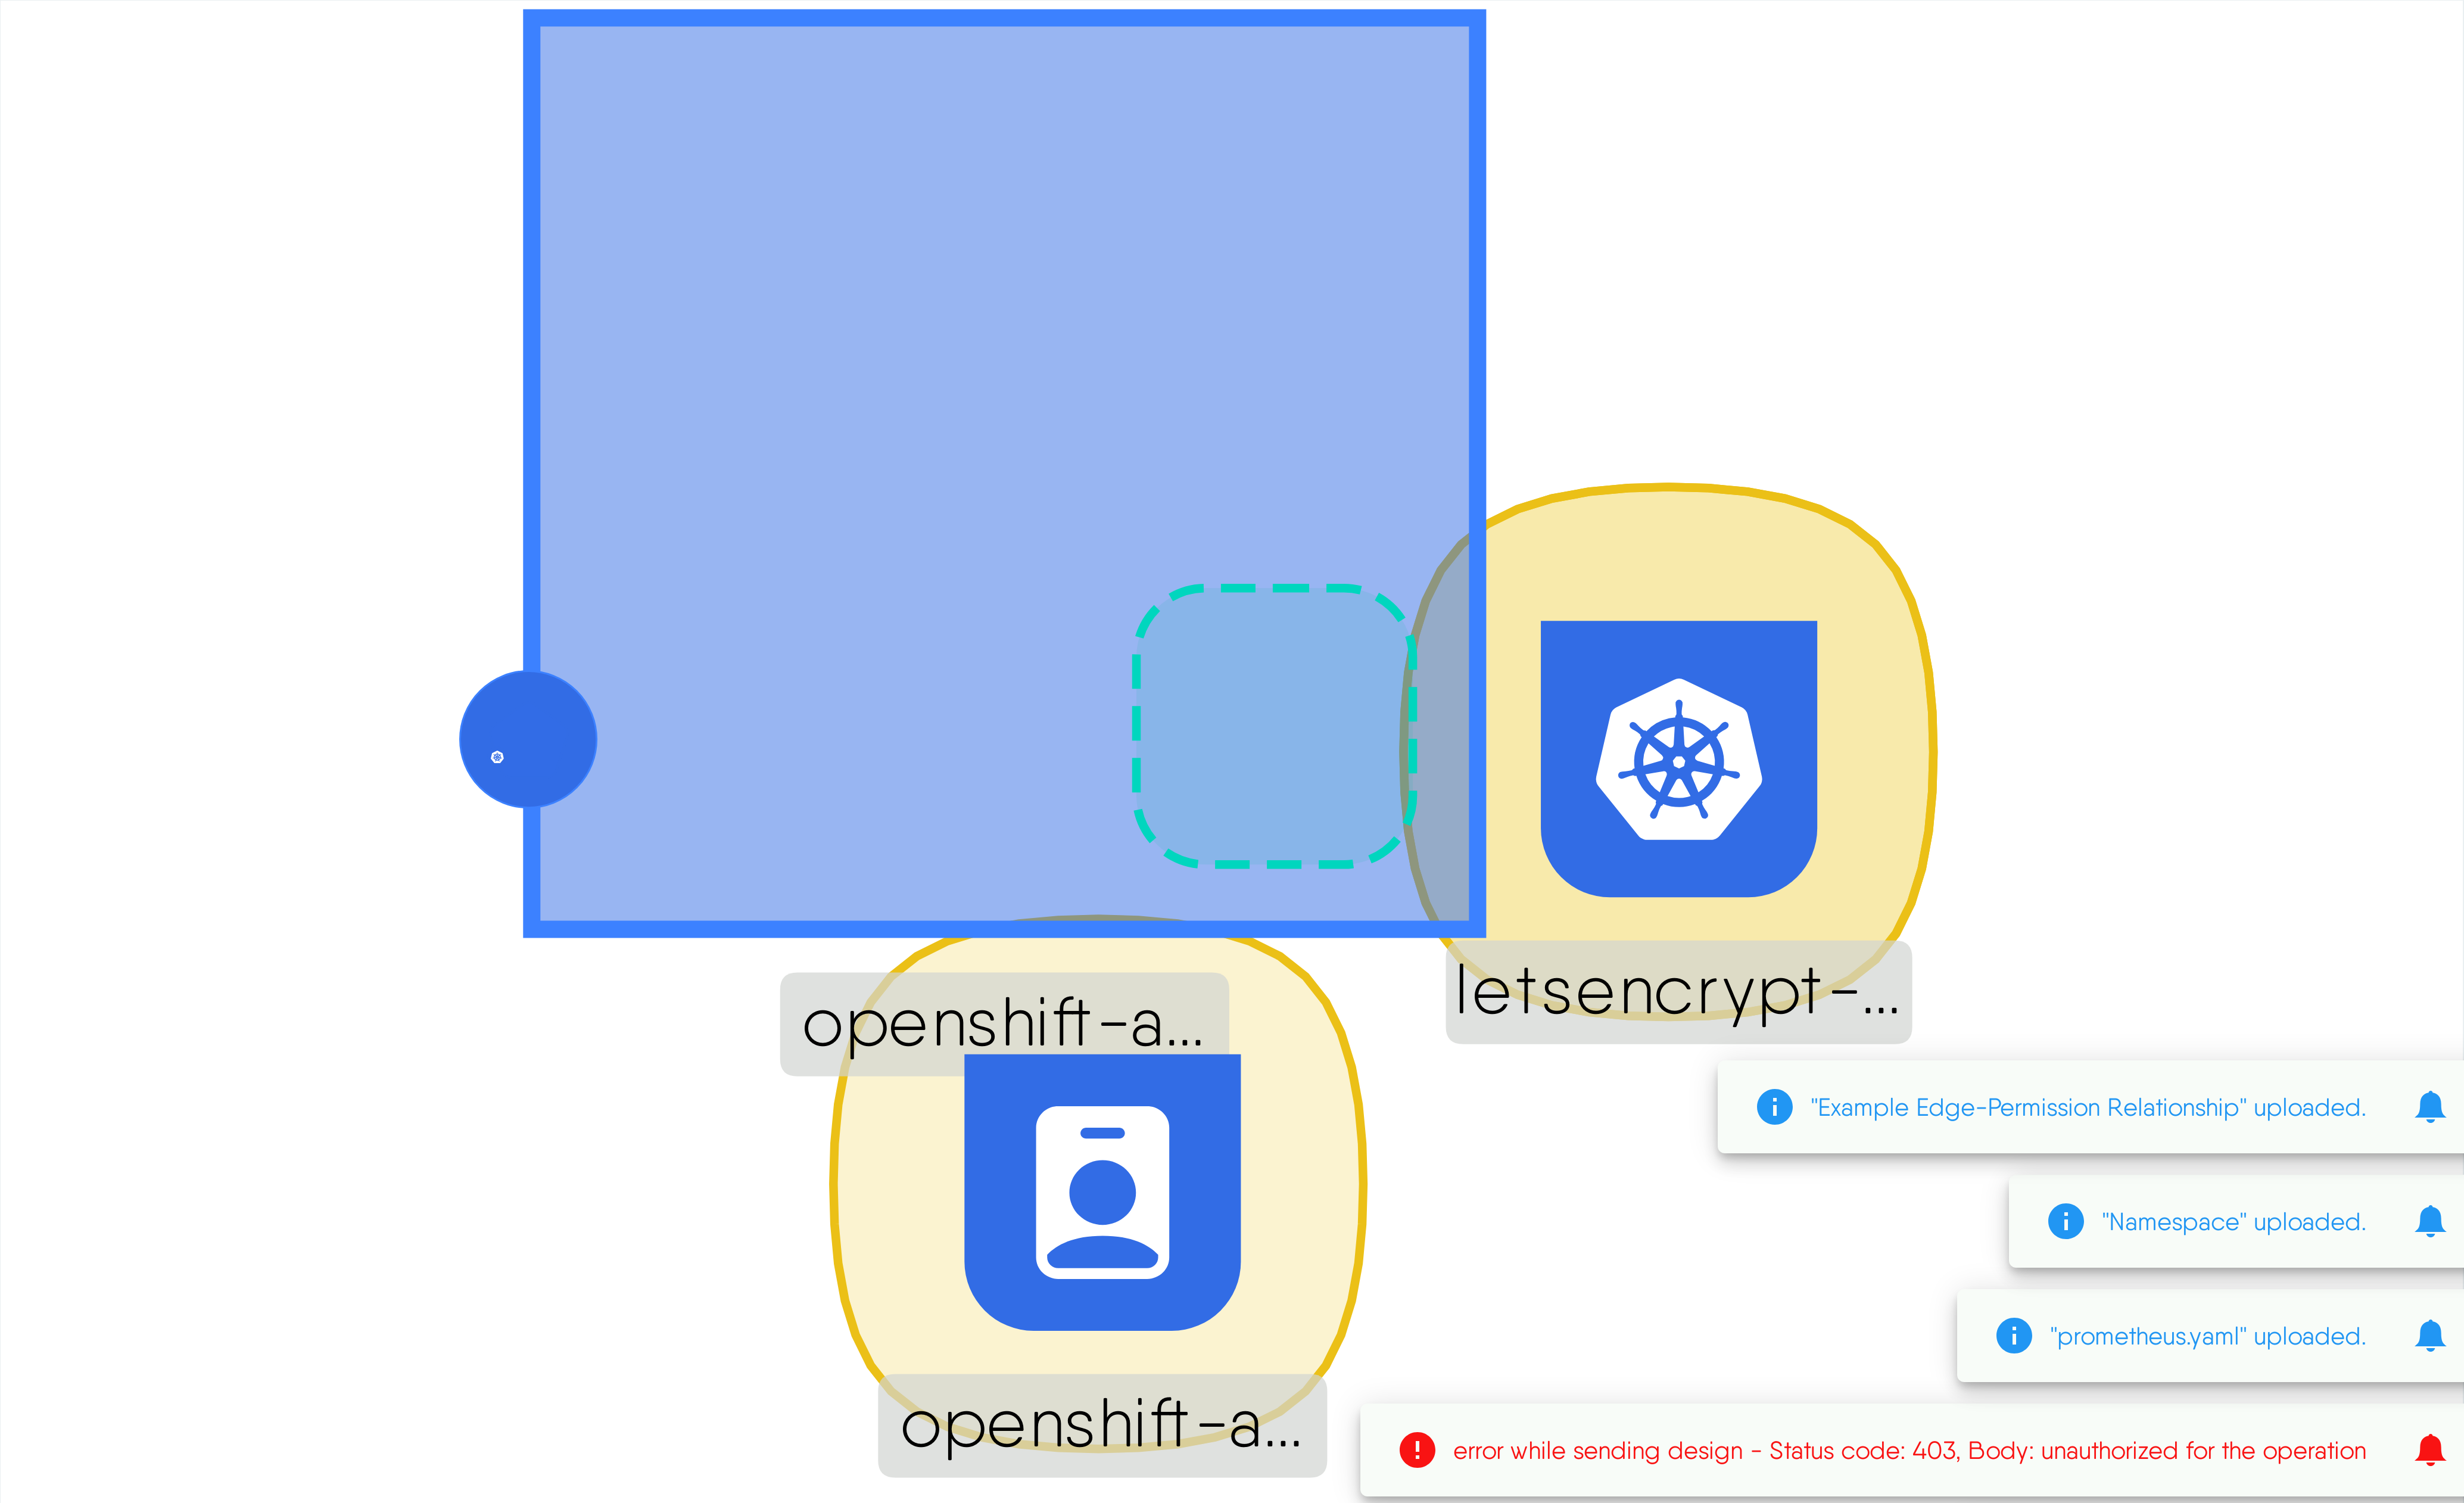 openshift-a...
letsencrypt-...
openshift-a...
"Example Edge-Permission Relationship" uploaded.
"Namespace" uploaded.
"prometheus.yaml" uploaded.
error while sending design - Status code: 403, Body: unauthorized for the operation